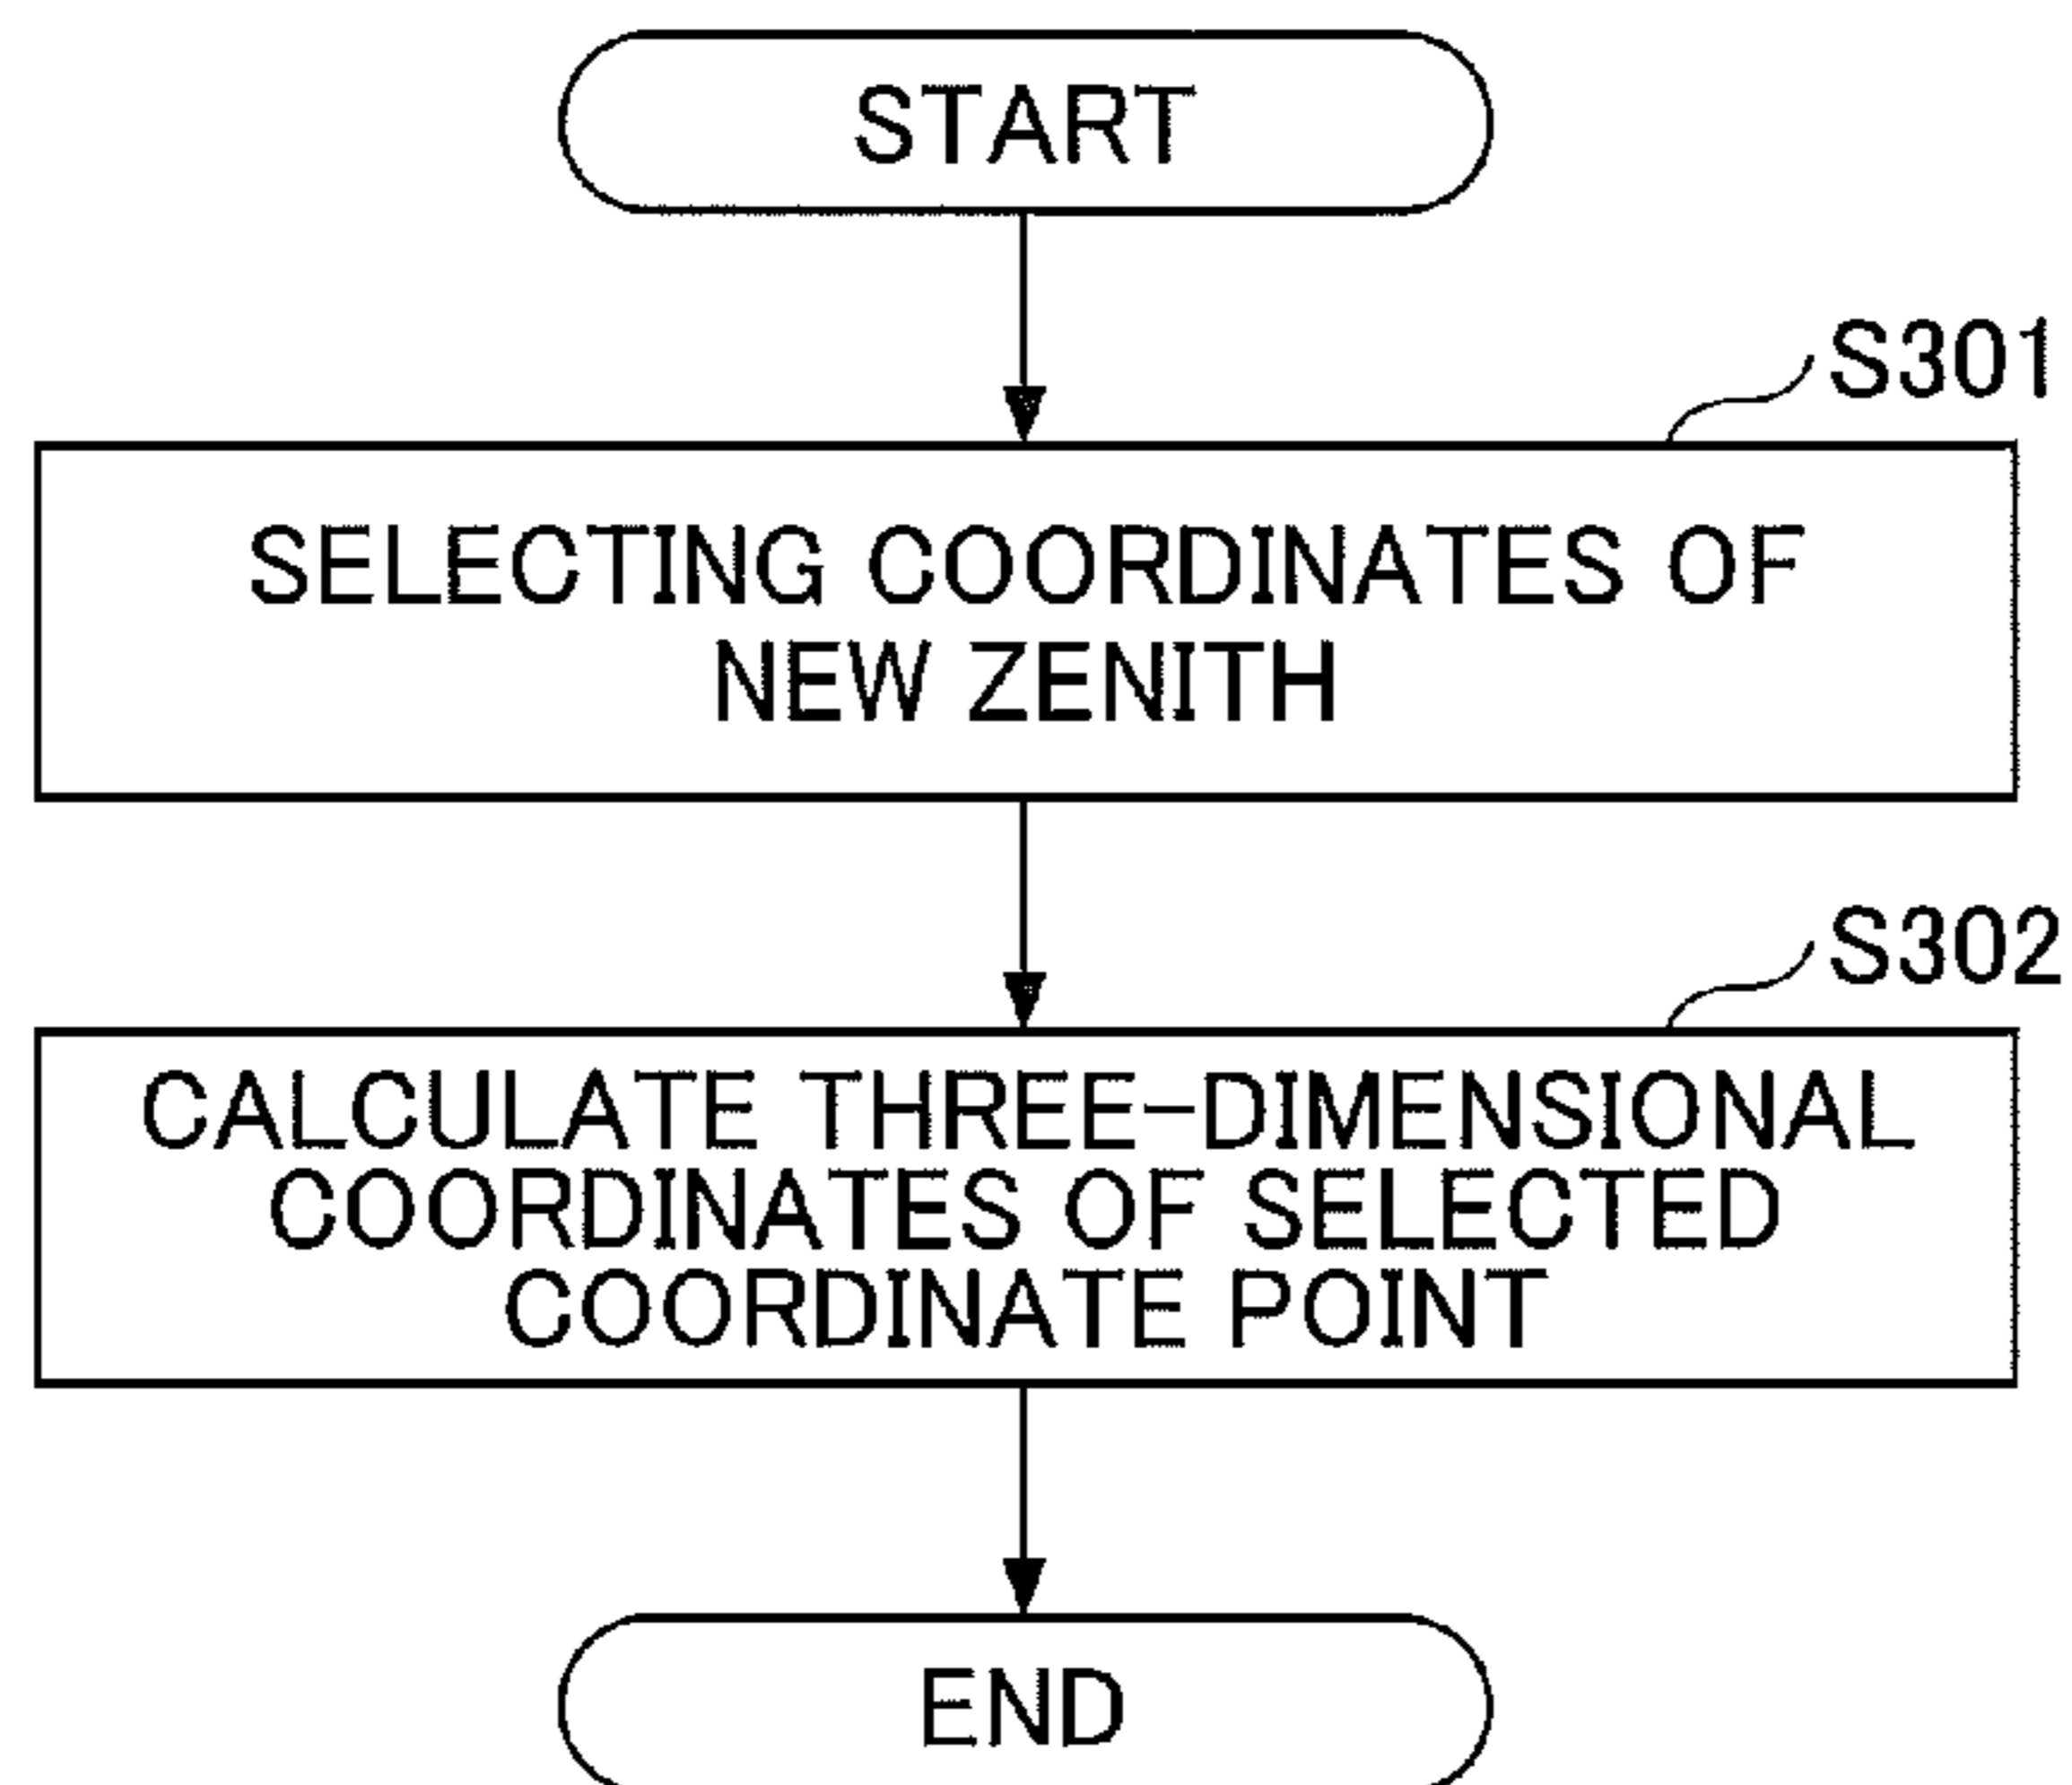 START
S301
SELECTING COORDINATES OF
NEW ZENITH
S302
CALCULATE THREE-DIMENSIONAL
COORDINATES OF SELECTED
COORDINATE POINT
END